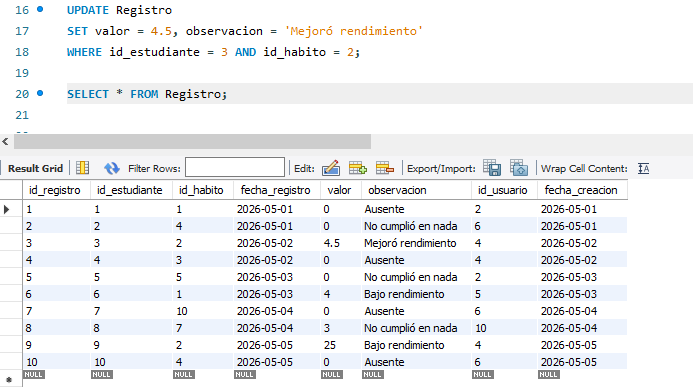 16 UPDATE Registro
17 SET valor = 4.5, observacion = 'Mejoró rendimiento'
18 WHERE id_estudiante = 3 AND id_habito = 2;
19
20 SELECT * FROM Registro;
21
Result Grid Filter Rows: Edit: Export/Import: Wrap Cell Content: IA
id_registro id_estudiante id_habito fecha_registro valor observacion id_usuario fecha_creacion
1 1 1 2026-05-01 0 Ausente 2 2026-05-01
2 2 4 2026-05-01 0 No cumplió en nada 6 2026-05-01
3 3 2 2026-05-02 4.5 Mejoró rendimiento 4 2026-05-02
4 4 3 2026-05-02 0 Ausente 4 2026-05-02
5 5 5 2026-05-03 0 No cumplió en nada 2 2026-05-03
6 6 1 2026-05-03 4 Bajo rendimiento 5 2026-05-03
7 7 10 2026-05-04 0 Ausente 6 2026-05-04
8 8 7 2026-05-04 3 No cumplió en nada 10 2026-05-04
9 9 2 2026-05-05 25 Bajo rendimiento 4 2026-05-05
10 10 4 2026-05-05 0 Ausente 6 2026-05-05
NULL NULL NULL NULL NULL NULL NULL NULL